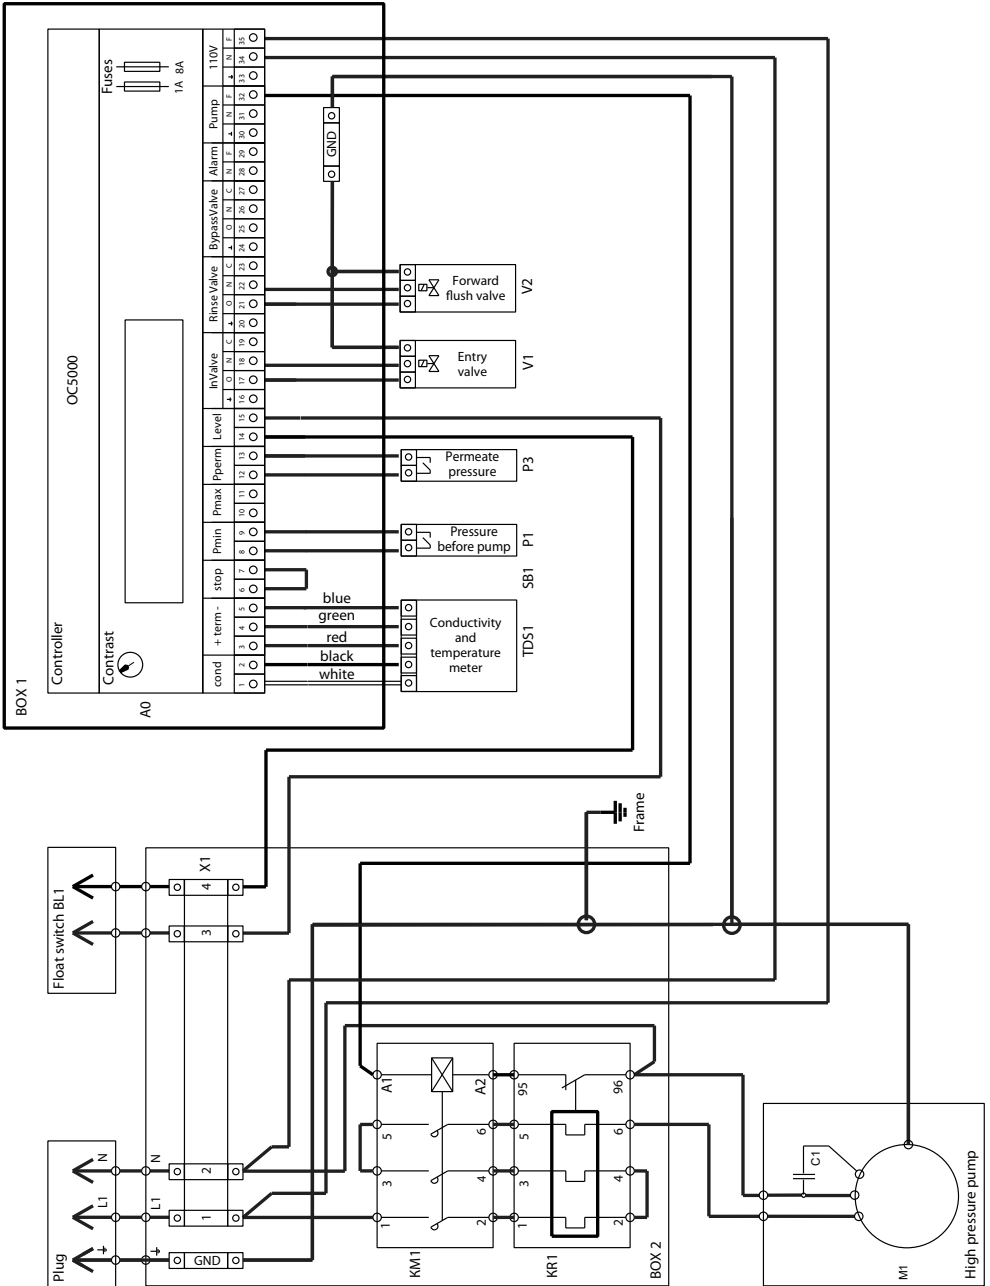 BOX 1
Controller
OC5000
Contrast
Fuses
1A 8A
A0
cond
+ term -
stop
Pmin
Pmax
Pperm
Level
InValve
Rinse Valve
BypassValve
Alarm
Pump
110V
O N C
O N C
O N C
N F
N F
N F
1 2 3 4 5 6 7 8 9 10 11 12 13 14 15 16 17 18 19 20 21 22 23 24 25 26 27 28 29 30 31 32 33 34 35
GND
Forward
flush valve
V2
Entry
valve
V1
Permeate
pressure
P3
Pressure
before pump
P1
SB1
blue
green
red
black
white
Conductivity
and
temperature
meter
TDS1
Frame
Float switch BL1
X1
4
3
Plug
N
L1
N
L1
2
1
GND
A1
A2
5
6
3
4
1
2
KM1
95
96
5
6
3
4
1
2
KR1
BOX 2
C1
M1
High pressure pump